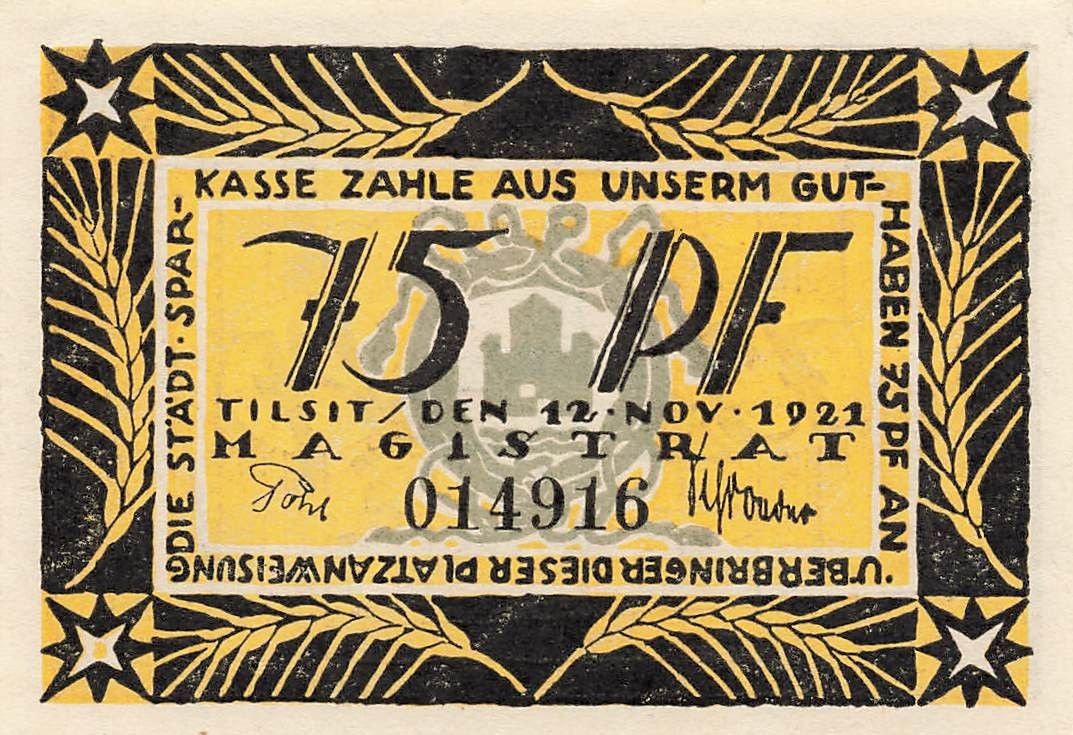 DIE STÄDT·SPAR-
KASSE ZAHLE AUS UNSERM GUT-
HABEN 75 PF AN
ÜBERBRINGER DIESER PLATZANWEISUNG
75 PF
TILSIT/DEN 12·NOV·1921
MAGISTRAT
014916